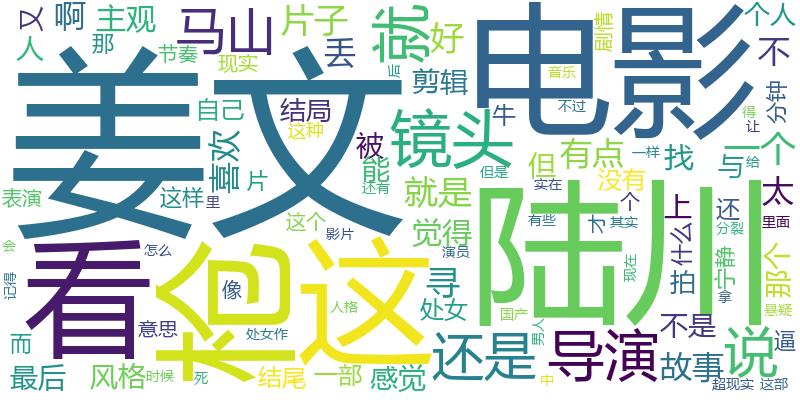 姜文
电影
陆川
看
枪
这
就
马山
镜头
导演
还是
说
又
啊
主观
片子
丢
好
剧情
个人
人
那
节奏
现实
后
剪辑
音乐
牛
不过
不
分钟
得
让
自己
结局
这种
被
能
喜欢
片
但
有点
一样
找
与
一个
给
太
表演
这样
里
还有
就是
但是
实在
没有
个
上
还
里面
会
这个
影片
觉得
演员
有些
才
其实
什么
宁静
分裂
那个
记得
怎么
像
人格
寻
处女
国产
现在
拍
拿
悬疑
而
意思
处女作
男人
不是
逼
最后
风格
时候
死
结尾
一部
感觉
中
故事
超现实
这部